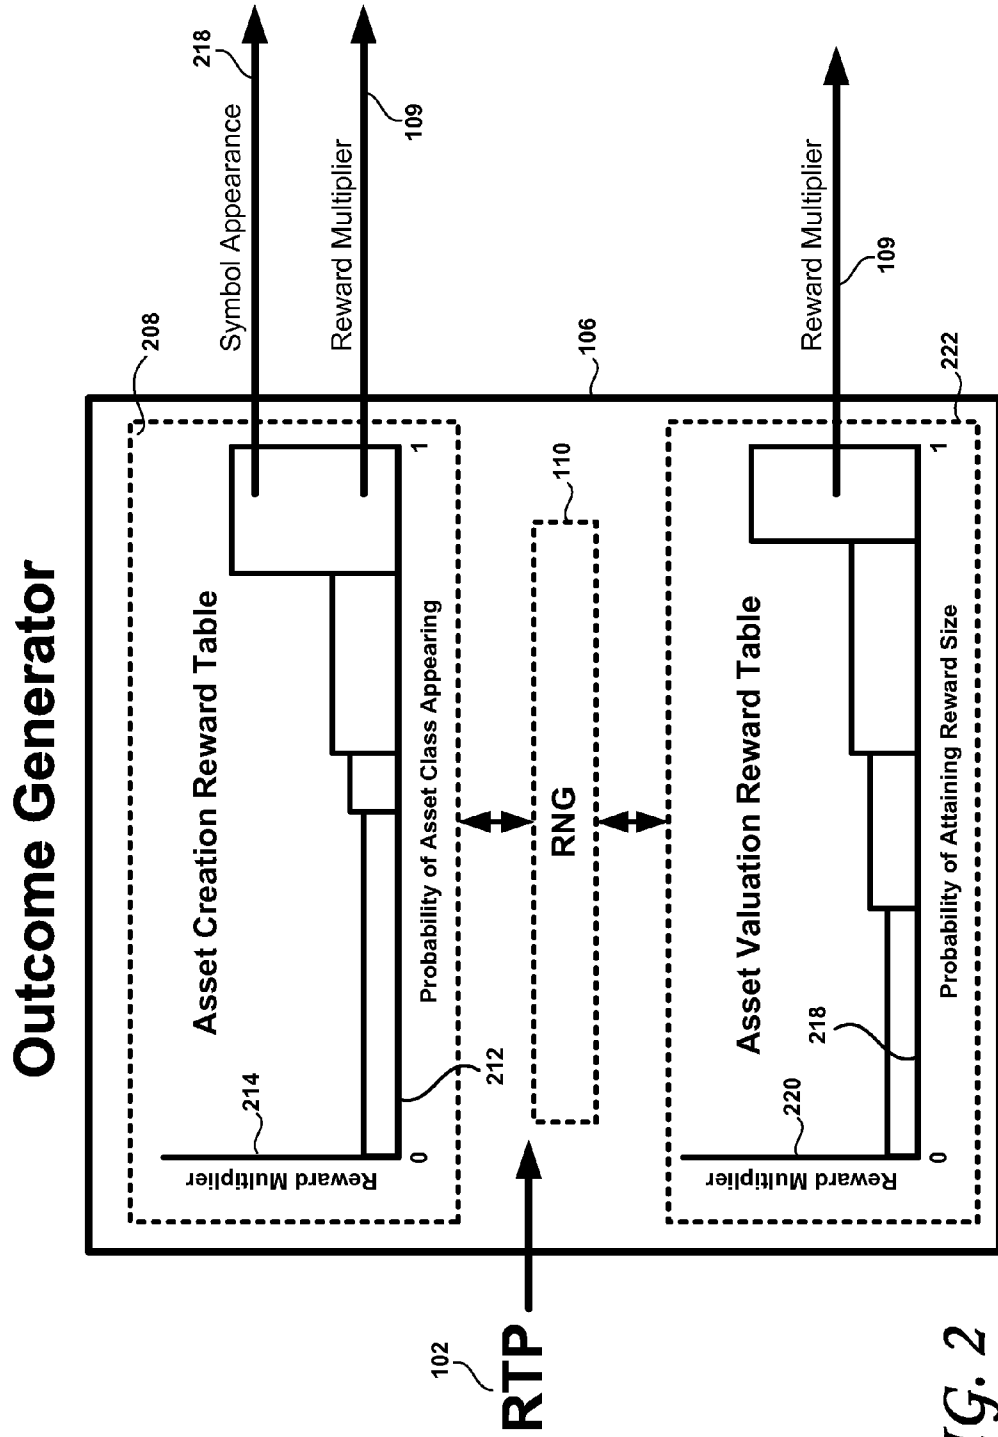 Outcome Generator
208
Asset Creation Reward Table
Reward Multiplier
214
0
1
212
Probability of Asset Class Appearing
Symbol Appearance
218
Reward Multiplier
109
RTP
102
RNG
110
106
Asset Valuation Reward Table
Reward Multiplier
220
218
0
1
Probability of Attaining Reward Size
222
Reward Multiplier
109
G. 2